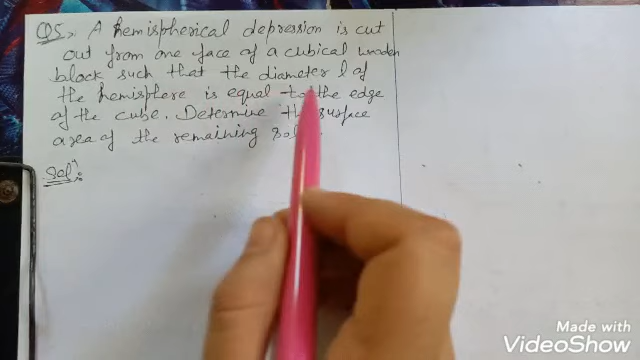 Q5. A hemispherical depression is cut
out from one face of a cubical wooden
block such that the diameter l of
the hemisphere is equal to the edge
of the cube. Determine the surface
area of the remaining
Solⁿ:
Made with
VideoShow